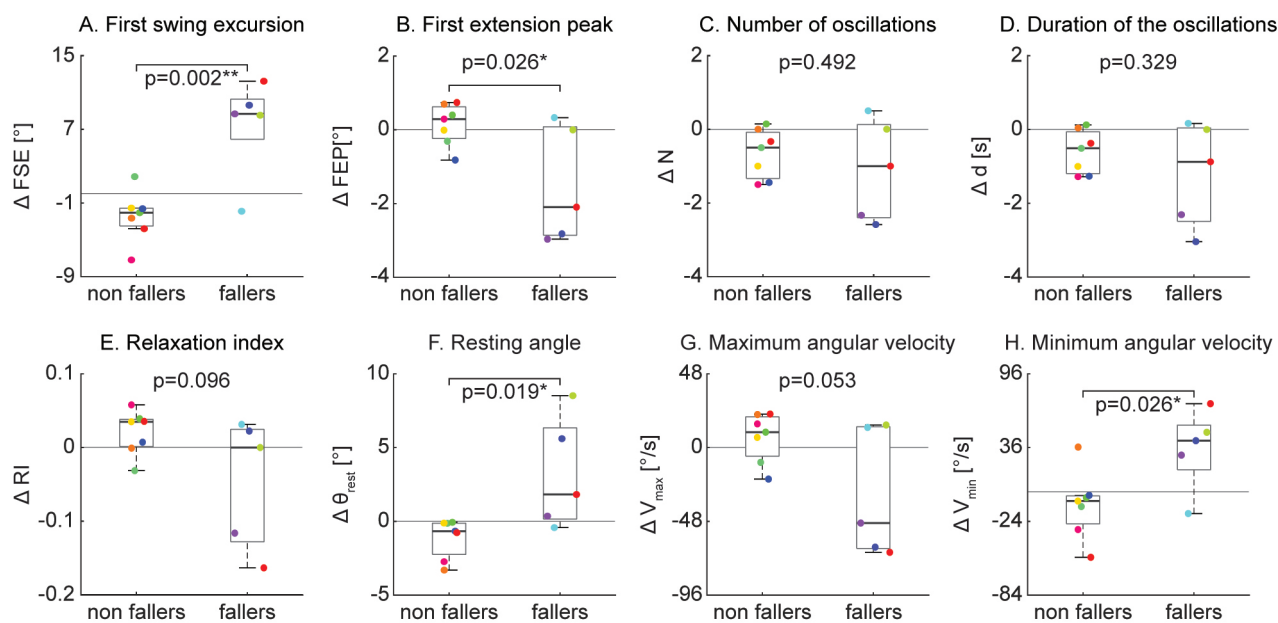 A. First swing excursion
15
7
-1
-9
Δ FSE [°]
p=0.002**
non fallers
fallers
B. First extension peak
2
0
-2
-4
Δ FEP[°]
p=0.026*
non fallers
fallers
C. Number of oscillations
2
0
-2
-4
Δ N
p=0.492
non fallers
fallers
D. Duration of the oscillations
2
0
-2
-4
Δ d [s]
p=0.329
non fallers
fallers
E. Relaxation index
0.1
0
-0.1
-0.2
Δ RI
p=0.096
non fallers
fallers
F. Resting angle
10
5
0
-5
Δ θrest [°]
p=0.019*
non fallers
fallers
G. Maximum angular velocity
48
0
-48
-96
Δ Vmax [°/s]
p=0.053
non fallers
fallers
H. Minimum angular velocity
96
36
-24
-84
Δ Vmin [°/s]
p=0.026*
non fallers
fallers